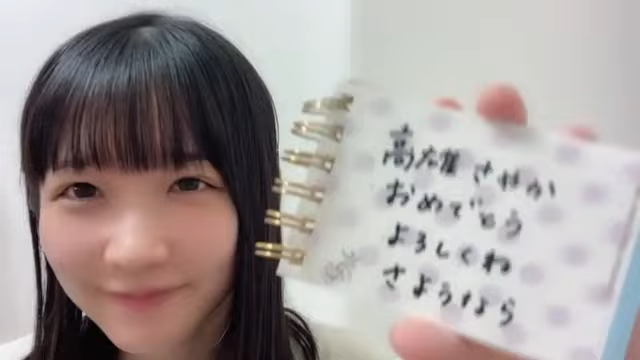 高雄 さやか
おめでとう
よろしくね
さようなら